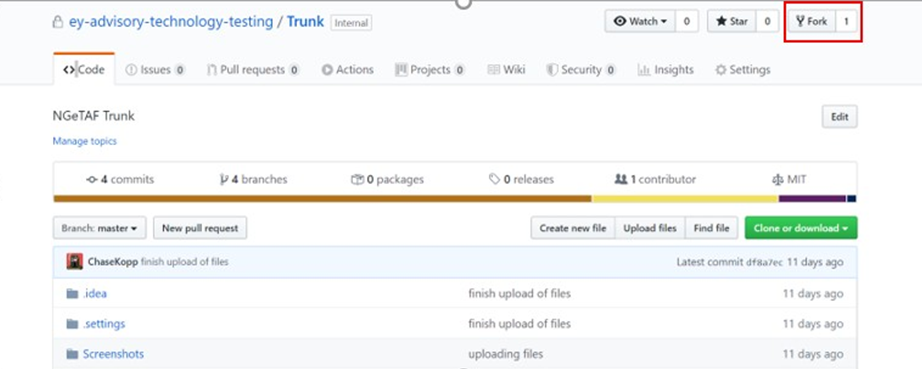 ey-advisory-technology-testing / Trunk Internal Watch 0 Star 0 Fork 1
Code Issues 0 Pull requests 0 Actions Projects 0 Wiki Security 0 Insights Settings
NGeTAF Trunk Edit
Manage topics
4 commits 4 branches 0 packages 0 releases 1 contributor MIT
Branch: master New pull request Create new file Upload files Find file Clone or download
ChaseKopp finish upload of files Latest commit df8a7ec 11 days ago
.idea finish upload of files 11 days ago
.settings finish upload of files 11 days ago
Screenshots uploading files 11 days ago